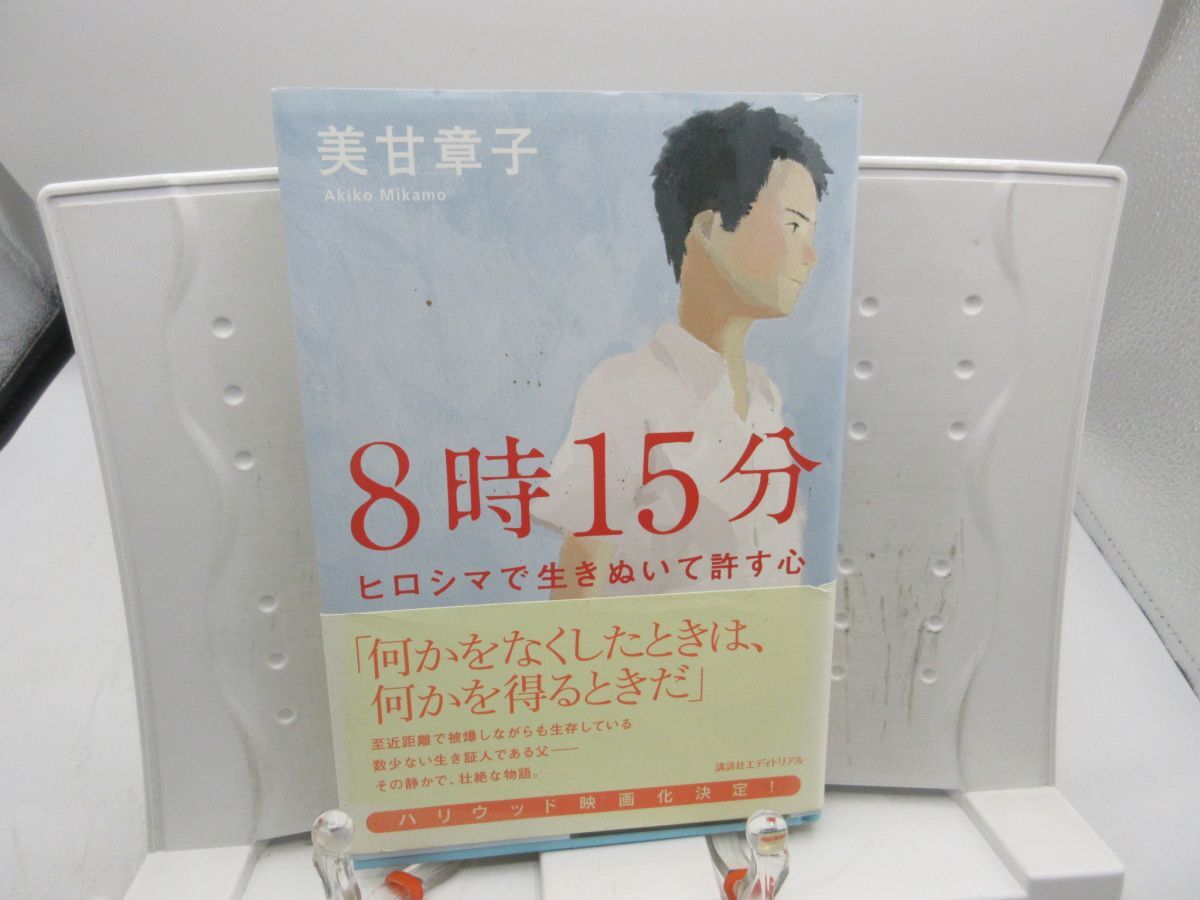 美甘章子
Akiko Mikamo
8時15分
ヒロシマで生きぬいて許す心
「何かをなくしたときは、
何かを得るときだ」
至近距離で被爆しながらも生存している
数少ない生き証人である父——
その静かで、壮絶な物語。
講談社エディトリアル
ハリウッド映画化決定！